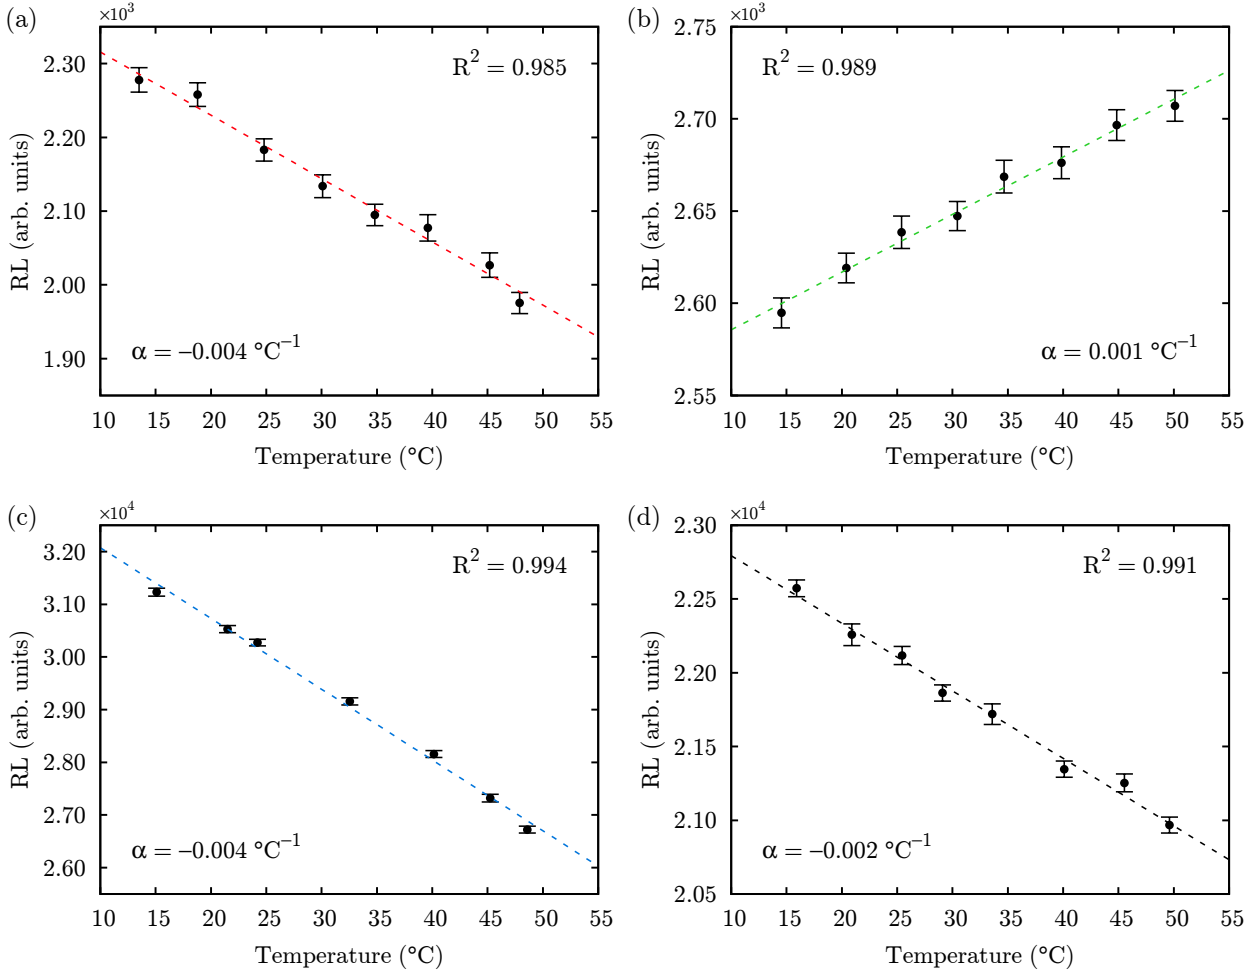 (a)
×10³
R² = 0.985
2.30
2.20
2.10
2.00
1.90
RL (arb. units)
α = –0.004 °C⁻¹
10 15 20 25 30 35 40 45 50 55
Temperature (°C)
(b)
×10³
R² = 0.989
2.75
2.70
2.65
2.60
2.55
RL (arb. units)
α = 0.001 °C⁻¹
10 15 20 25 30 35 40 45 50 55
Temperature (°C)
(c)
×10⁴
R² = 0.994
3.20
3.10
3.00
2.90
2.80
2.70
2.60
RL (arb. units)
α = –0.004 °C⁻¹
10 15 20 25 30 35 40 45 50 55
Temperature (°C)
(d)
×10⁴
R² = 0.991
2.30
2.25
2.20
2.15
2.10
2.05
RL (arb. units)
α = –0.002 °C⁻¹
10 15 20 25 30 35 40 45 50 55
Temperature (°C)